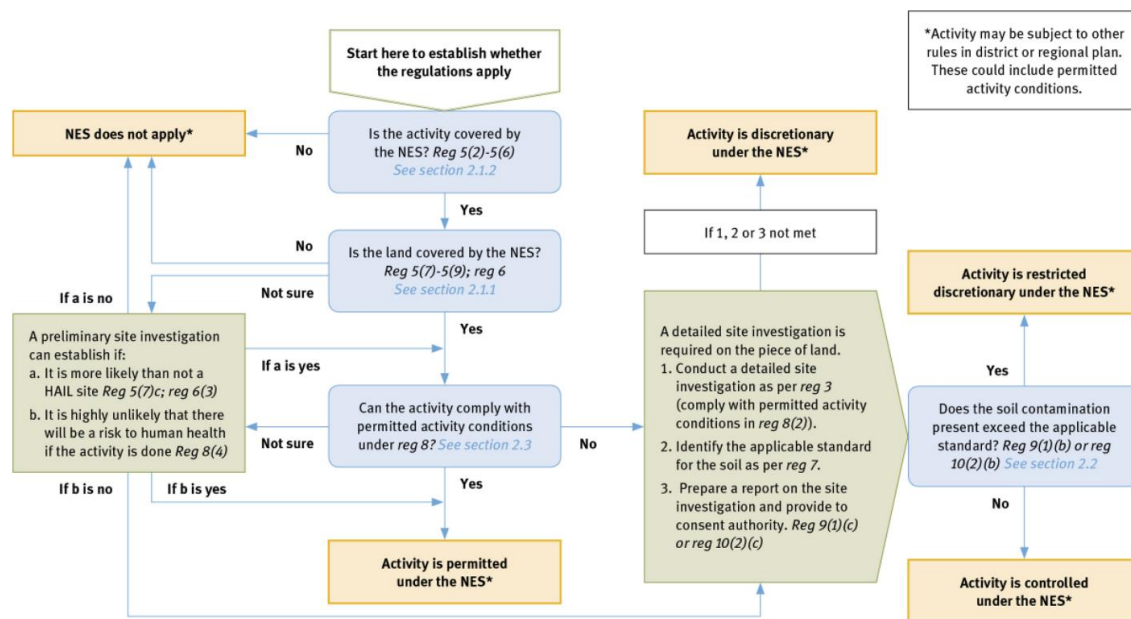 Start here to establish whether
the regulations apply
*Activity may be subject to other
rules in district or regional plan.
These could include permitted
activity conditions.
NES does not apply*
No
Is the activity covered by
the NES? Reg 5(2)-5(6)
See section 2.1.2
Activity is discretionary
under the NES*
Yes
If 1, 2 or 3 not met
No
Is the land covered by the NES?
Reg 5(7)-5(9); reg 6
See section 2.1.1
Not sure
Activity is restricted
discretionary under the NES*
If a is no
Yes
A preliminary site investigation
can establish if:
a. It is more likely than not a
HAIL site Reg 5(7)c; reg 6(3)
b. It is highly unlikely that there
will be a risk to human health
if the activity is done Reg 8(4)
If a is yes
Can the activity comply with
permitted activity conditions
under reg 8? See section 2.3
Not sure
No
A detailed site investigation is
required on the piece of land.
1. Conduct a detailed site
investigation as per reg 3
(comply with permitted activity
conditions in reg 8(2)).
2. Identify the applicable standard
for the soil as per reg 7.
3. Prepare a report on the site
investigation and provide to
consent authority. Reg 9(1)(c)
or reg 10(2)(c)
Yes
Does the soil contamination
present exceed the applicable
standard? Reg 9(1)(b) or reg
10(2)(b) See section 2.2
If b is no
If b is yes
Yes
No
Activity is permitted
under the NES*
Activity is controlled
under the NES*